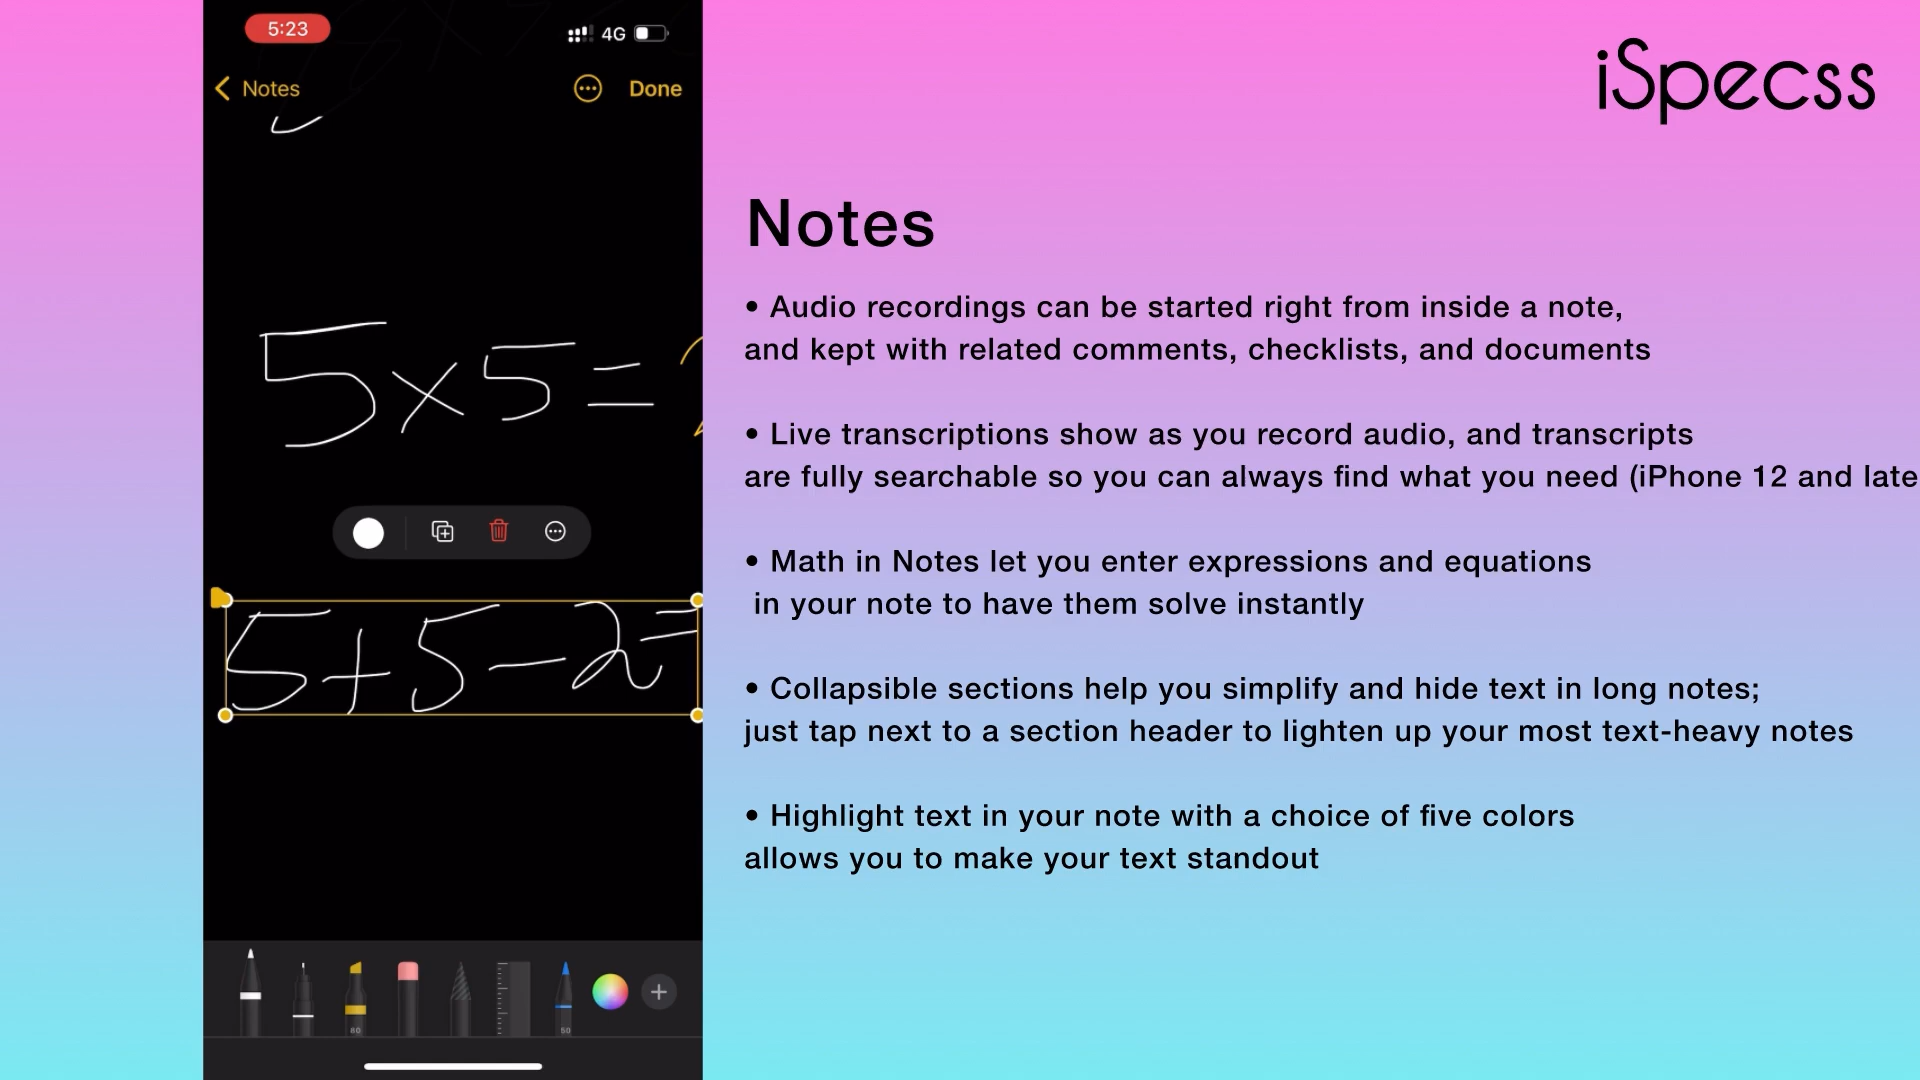 5:23
4G
Notes
Done
5×5=
5+5-2=
80
50
iSpecss
Notes
• Audio recordings can be started right from inside a note,
and kept with related comments, checklists, and documents
• Live transcriptions show as you record audio, and transcripts
are fully searchable so you can always find what you need (iPhone 12 and late
• Math in Notes let you enter expressions and equations
in your note to have them solve instantly
• Collapsible sections help you simplify and hide text in long notes;
just tap next to a section header to lighten up your most text-heavy notes
• Highlight text in your note with a choice of five colors
allows you to make your text standout